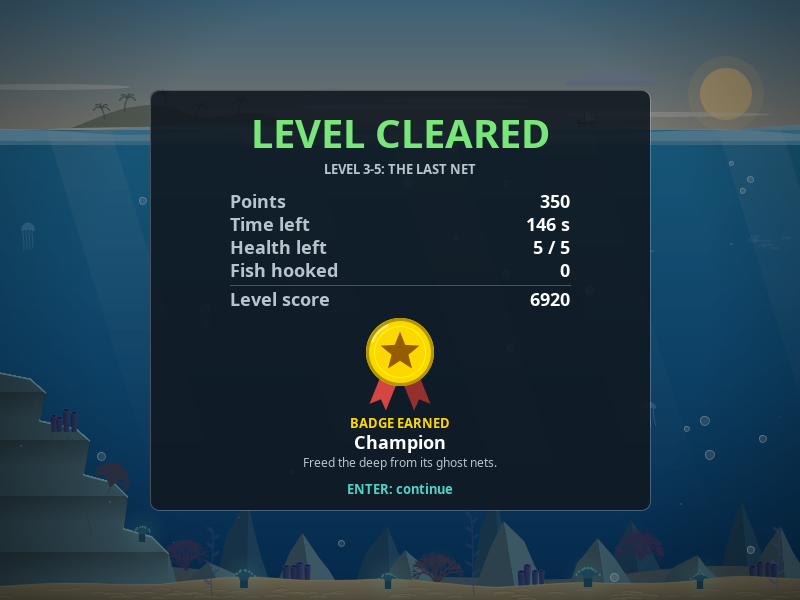 LEVEL CLEARED
LEVEL 3-5: THE LAST NET
Points 350
Time left 146 s
Health left 5 / 5
Fish hooked 0
Level score 6920
BADGE EARNED
Champion
Freed the deep from its ghost nets.
ENTER: continue